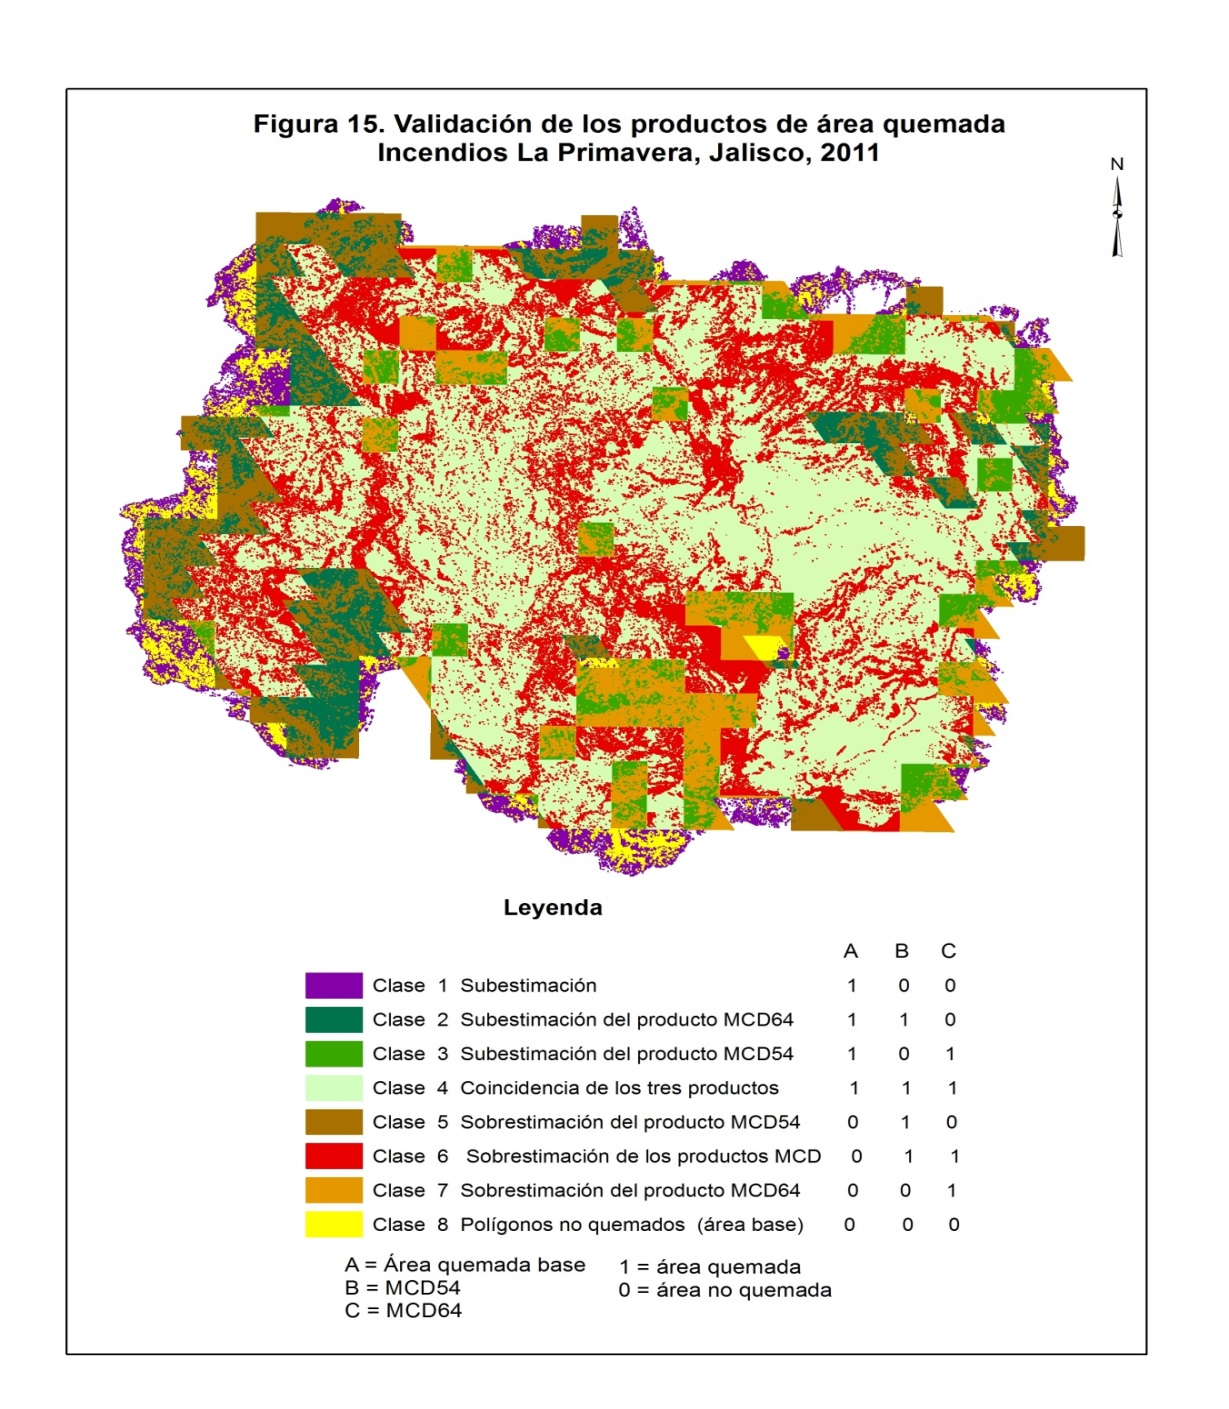 Figura 15. Validación de los productos de área quemada
Incendios La Primavera, Jalisco, 2011
N
Leyenda
A B C
Clase 1 Subestimación 1 0 0
Clase 2 Subestimación del producto MCD64 1 1 0
Clase 3 Subestimación del producto MCD54 1 0 1
Clase 4 Coincidencia de los tres productos 1 1 1
Clase 5 Sobrestimación del producto MCD54 0 1 0
Clase 6 Sobrestimación de los productos MCD 0 1 1
Clase 7 Sobrestimación del producto MCD64 0 0 1
Clase 8 Polígonos no quemados (área base) 0 0 0
A = Área quemada base 1 = área quemada
B = MCD54 0 = área no quemada
C = MCD64